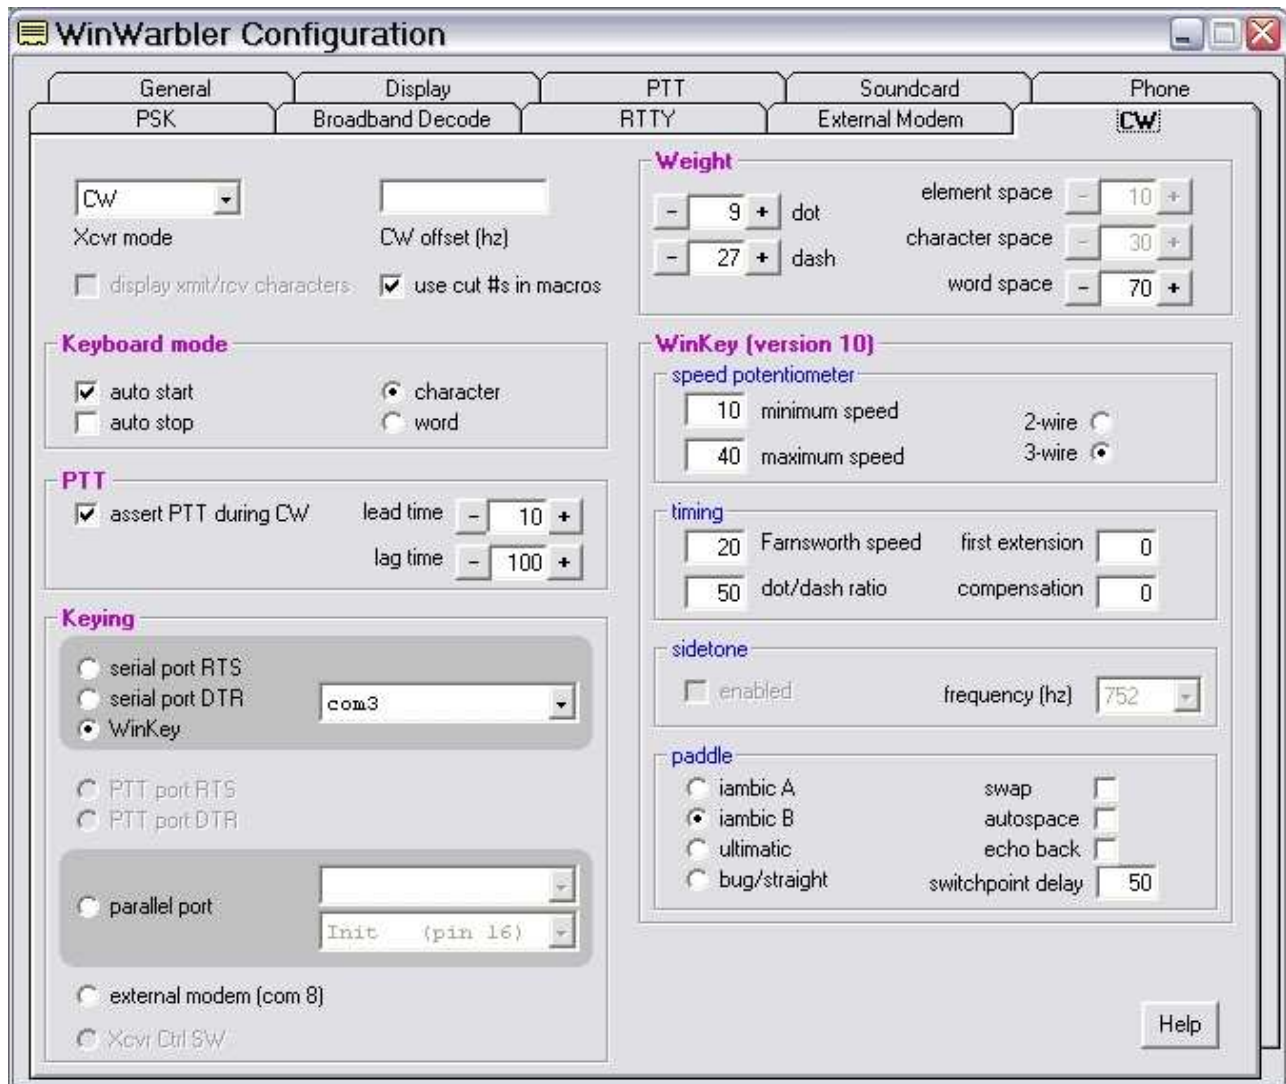 WinWarbler Configuration
General Display PTT Soundcard Phone
PSK Broadband Decode RTTY External Modem CW
CW
Xcvr mode
CW offset (hz)
display xmit/rcv characters
use cut #s in macros
Keyboard mode
auto start
auto stop
character
word
PTT
assert PTT during CW
lead time - 10 +
lag time - 100 +
Keying
serial port RTS
serial port DTR
WinKey
com3
PTT port RTS
PTT port DTR
parallel port
Init (pin 16)
external modem (com 8)
Xcvr Ctrl SW
Weight
- 9 + dot
- 27 + dash
element space - 10 +
character space - 30 +
word space - 70 +
WinKey (version 10)
speed potentiometer
10 minimum speed
40 maximum speed
2-wire
3-wire
timing
20 Farnsworth speed
50 dot/dash ratio
first extension 0
compensation 0
sidetone
enabled
frequency (hz) 752
paddle
iambic A
iambic B
ultimatic
bug/straight
swap
autospace
echo back
switchpoint delay 50
Help